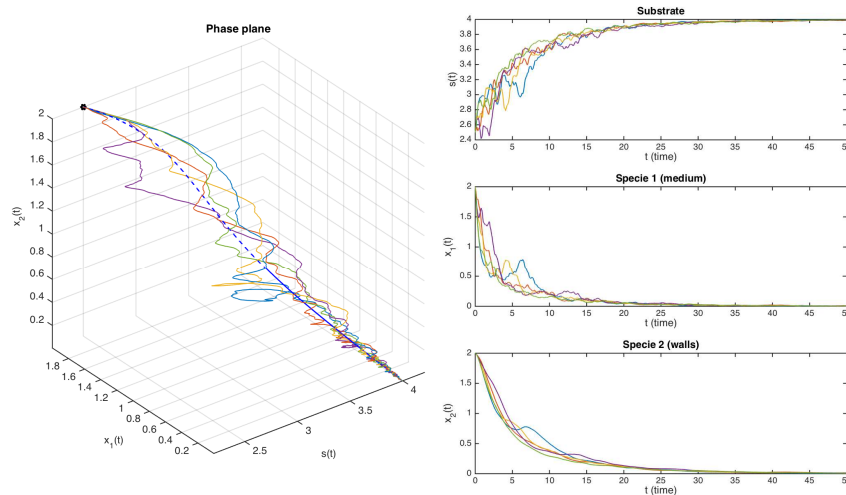 Phase plane
2
1.8
1.6
1.4
1.2
1
0.8
0.6
0.4
0.2
x2(t)
1.8
1.6
1.4
1.2
1
0.8
0.6
0.4
0.2
x1(t)
2.5
3
3.5
4
s(t)
Substrate
4
3.8
3.6
3.4
3.2
3
2.8
2.6
2.4
s(t)
0 5 10 15 20 25 30 35 40 45 50
t (time)
Specie 1 (medium)
2
1.5
1
0.5
0
x1(t)
0 5 10 15 20 25 30 35 40 45 50
t (time)
Specie 2 (walls)
2
1.5
1
0.5
0
x2(t)
0 5 10 15 20 25 30 35 40 45 50
t (time)